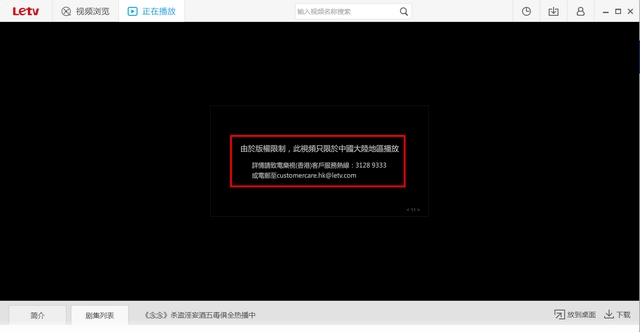 Letv 视频浏览 正在播放 输入视频名称搜索
由於版權限制，此視頻只限於中國大陸地區播放
詳情請致電樂視(香港)客戶服務熱線：3128 9333
或電郵至customercare.hk@letv.com
简介 剧集列表 《念念》杀盗淫妄酒五毒俱全热播中 放到桌面 下载